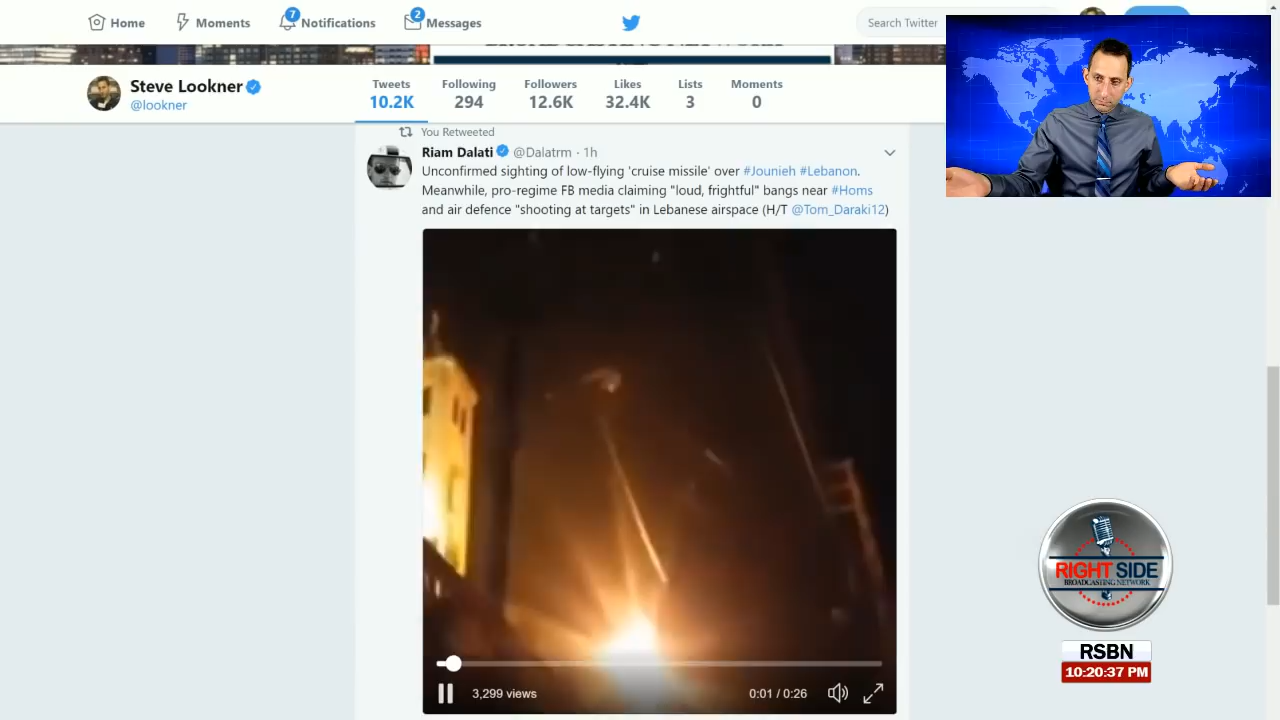 Home
Moments
7
Notifications
2
Messages
Search Twitter
Steve Lookner
@lookner
Tweets
10.2K
Following
294
Followers
12.6K
Likes
32.4K
Lists
3
Moments
0
You Retweeted
Riam Dalati @Dalatrm · 1h
Unconfirmed sighting of low-flying 'cruise missile' over #Jounieh #Lebanon.
Meanwhile, pro-regime FB media claiming "loud, frightful" bangs near #Homs
and air defence "shooting at targets" in Lebanese airspace (H/T @Tom_Daraki12)
3,299 views
0:01 / 0:26
RIGHT SIDE
BROADCASTING NETWORK
RSBN
10:20:37 PM